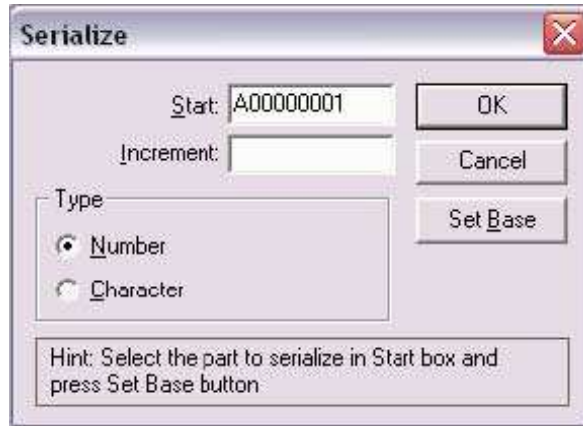 Serialize
Start: A00000001
OK
Increment:
Cancel
Type
Set Base
Number
Character
Hint: Select the part to serialize in Start box and
press Set Base button